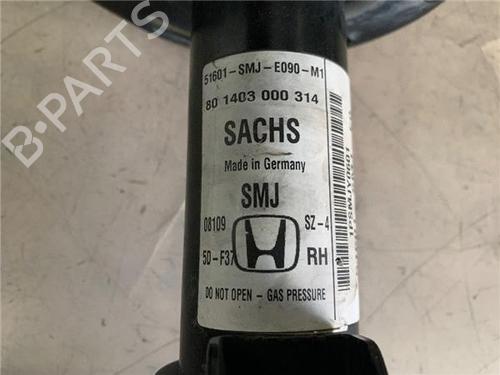 B-PARTS
51601-SMJ-E090-M1
80 1403 000 314
SACHS
Made in Germany
SMJ
08109 SZ-4
5D-F37 RH
DO NOT OPEN - GAS PRESSURE